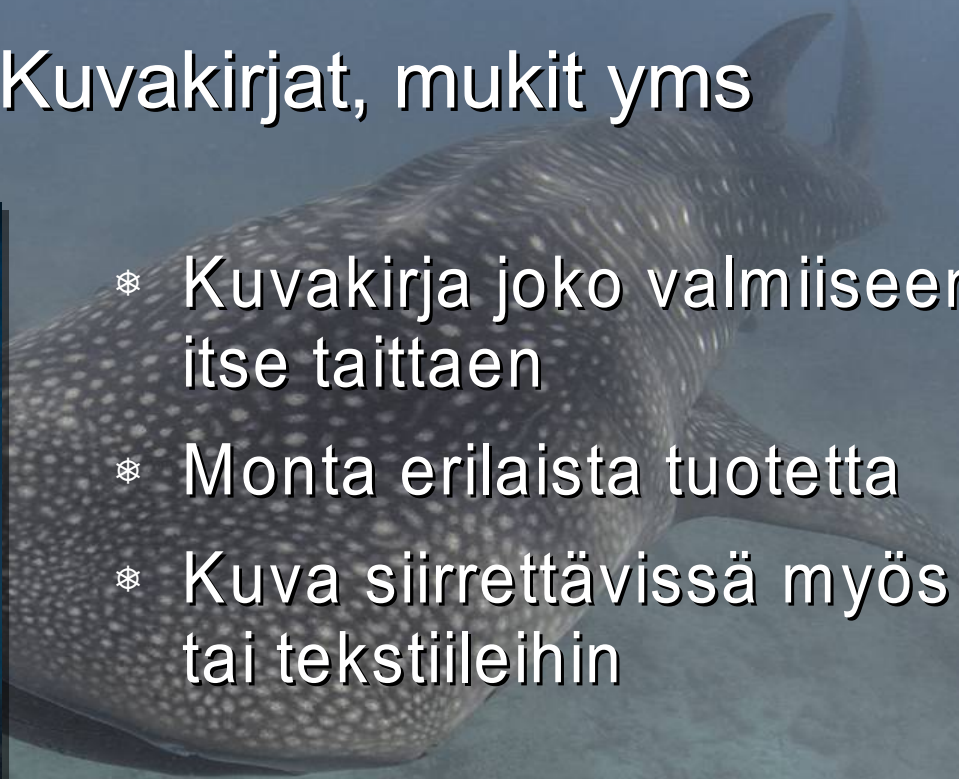 Kuvakirjat, mukit yms
Kuvakirja joko valmiiseen
itse taittaen
Monta erilaista tuotetta
Kuva siirrettävissä myös
tai tekstiileihin